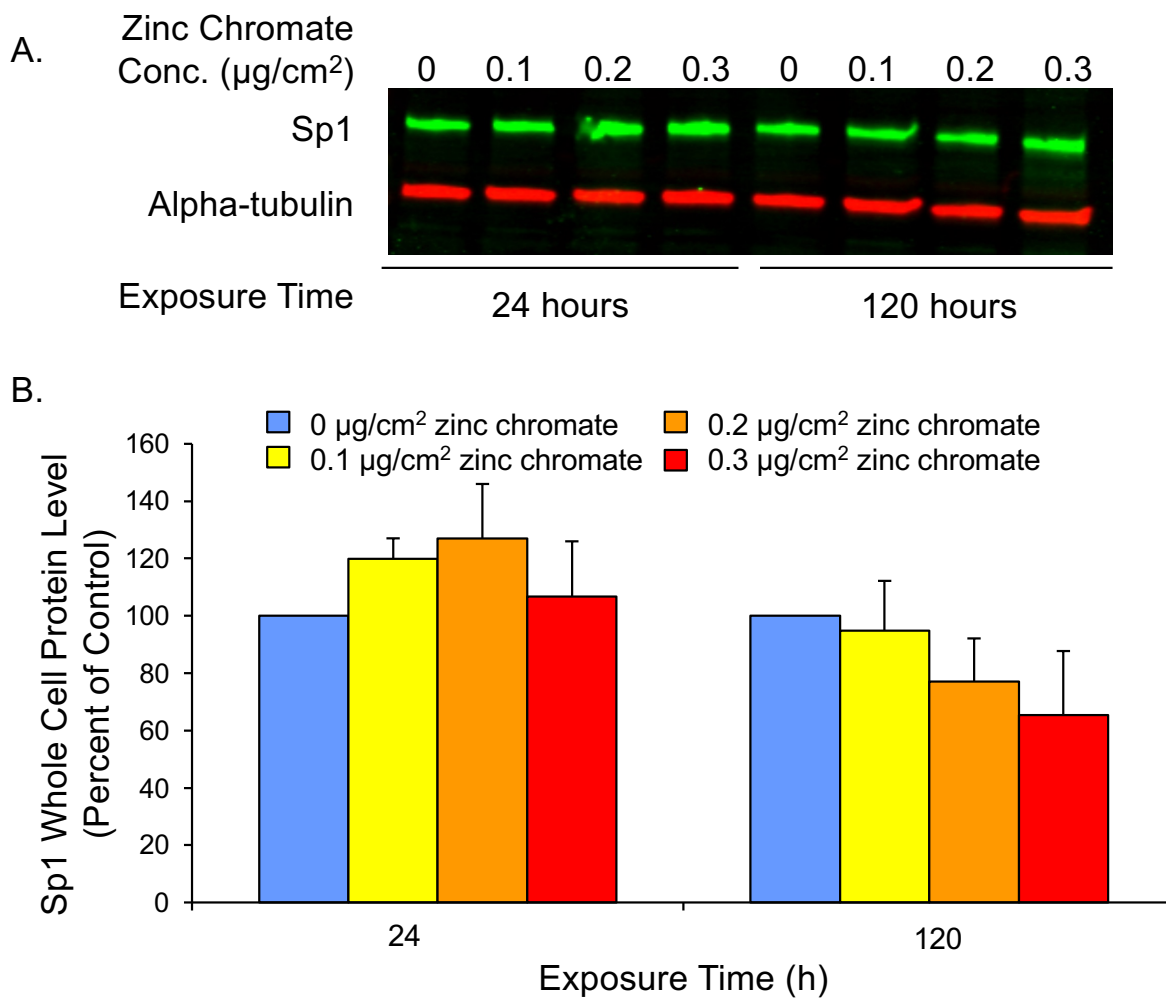 A.
Zinc Chromate
Conc. (µg/cm²) 0 0.1 0.2 0.3 0 0.1 0.2 0.3
Sp1
Alpha-tubulin
Exposure Time 24 hours 120 hours
B.
0 µg/cm² zinc chromate 0.2 µg/cm² zinc chromate
0.1 µg/cm² zinc chromate 0.3 µg/cm² zinc chromate
Sp1 Whole Cell Protein Level
(Percent of Control)
160
140
120
100
80
60
40
20
0
24 120
Exposure Time (h)